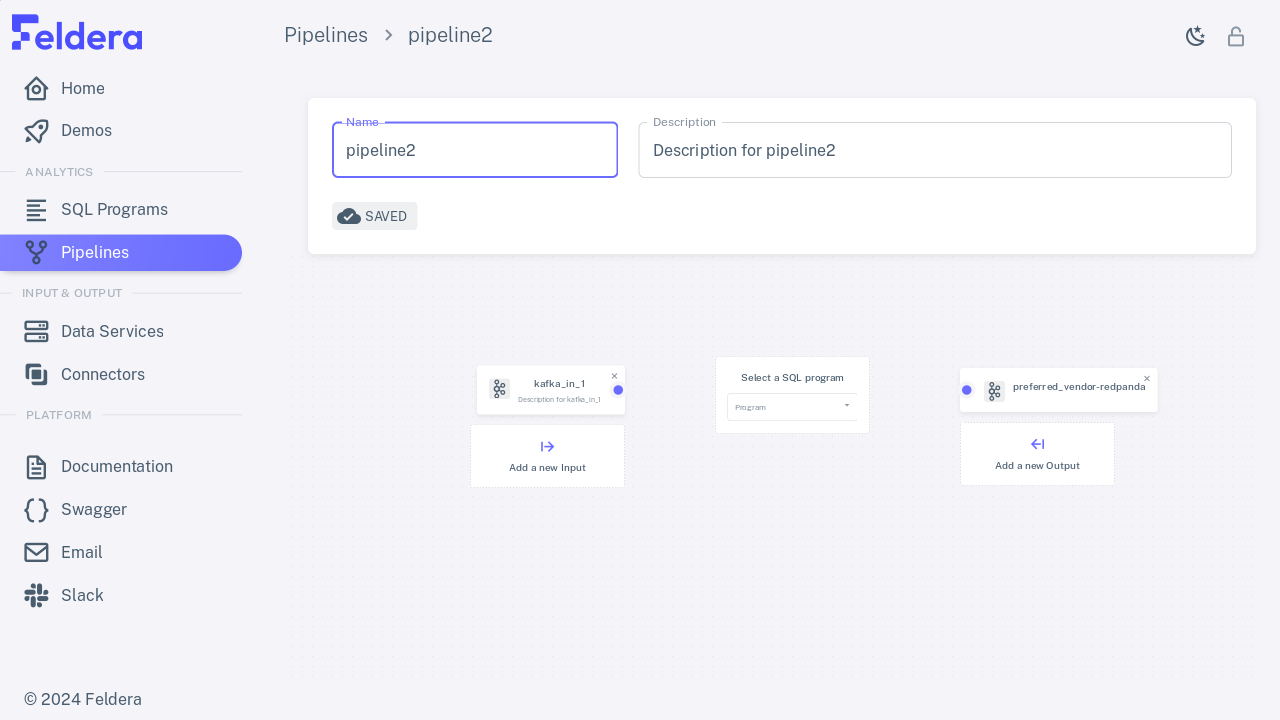 Feldera
Pipelines
pipeline2
Home
Demos
ANALYTICS
SQL Programs
Pipelines
INPUT & OUTPUT
Data Services
Connectors
PLATFORM
Documentation
Swagger
Email
Slack
© 2024 Feldera
Name
pipeline2
Description
Description for pipeline2
SAVED
kafka_in_1
Description for kafka_in_1
Add a new Input
Select a SQL program
Program
preferred_vendor-redpanda
Add a new Output